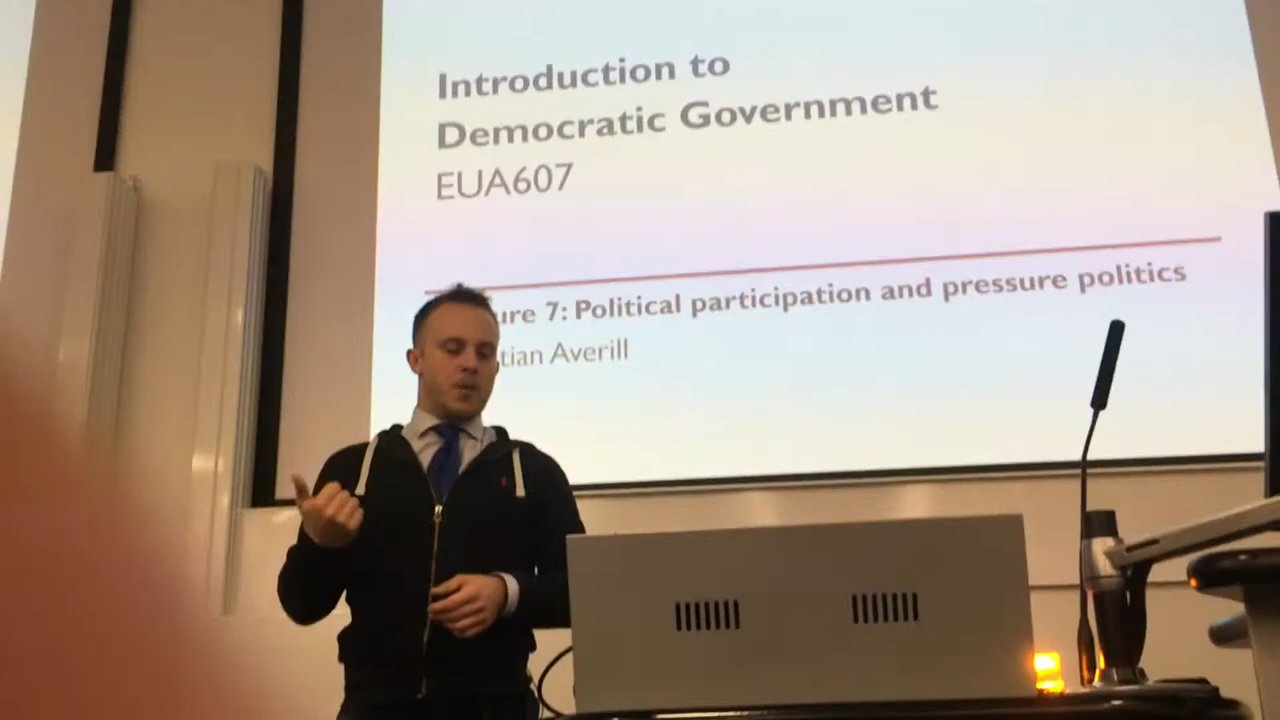 Introduction to
Democratic Government
EUA607
ure 7: Political participation and pressure politics
tian Averill